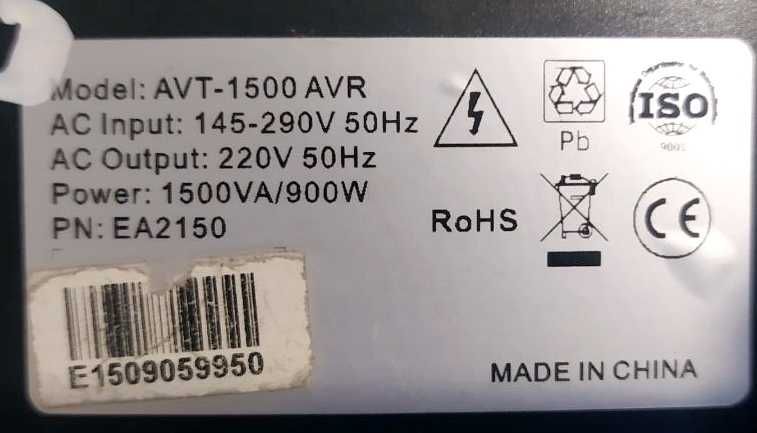 Model: AVT-1500 AVR
AC Input: 145-290V 50Hz
AC Output: 220V 50Hz
Power: 1500VA/900W
PN: EA2150
Pb
ISO
9001
RoHS
CE
E1509059950
MADE IN CHINA